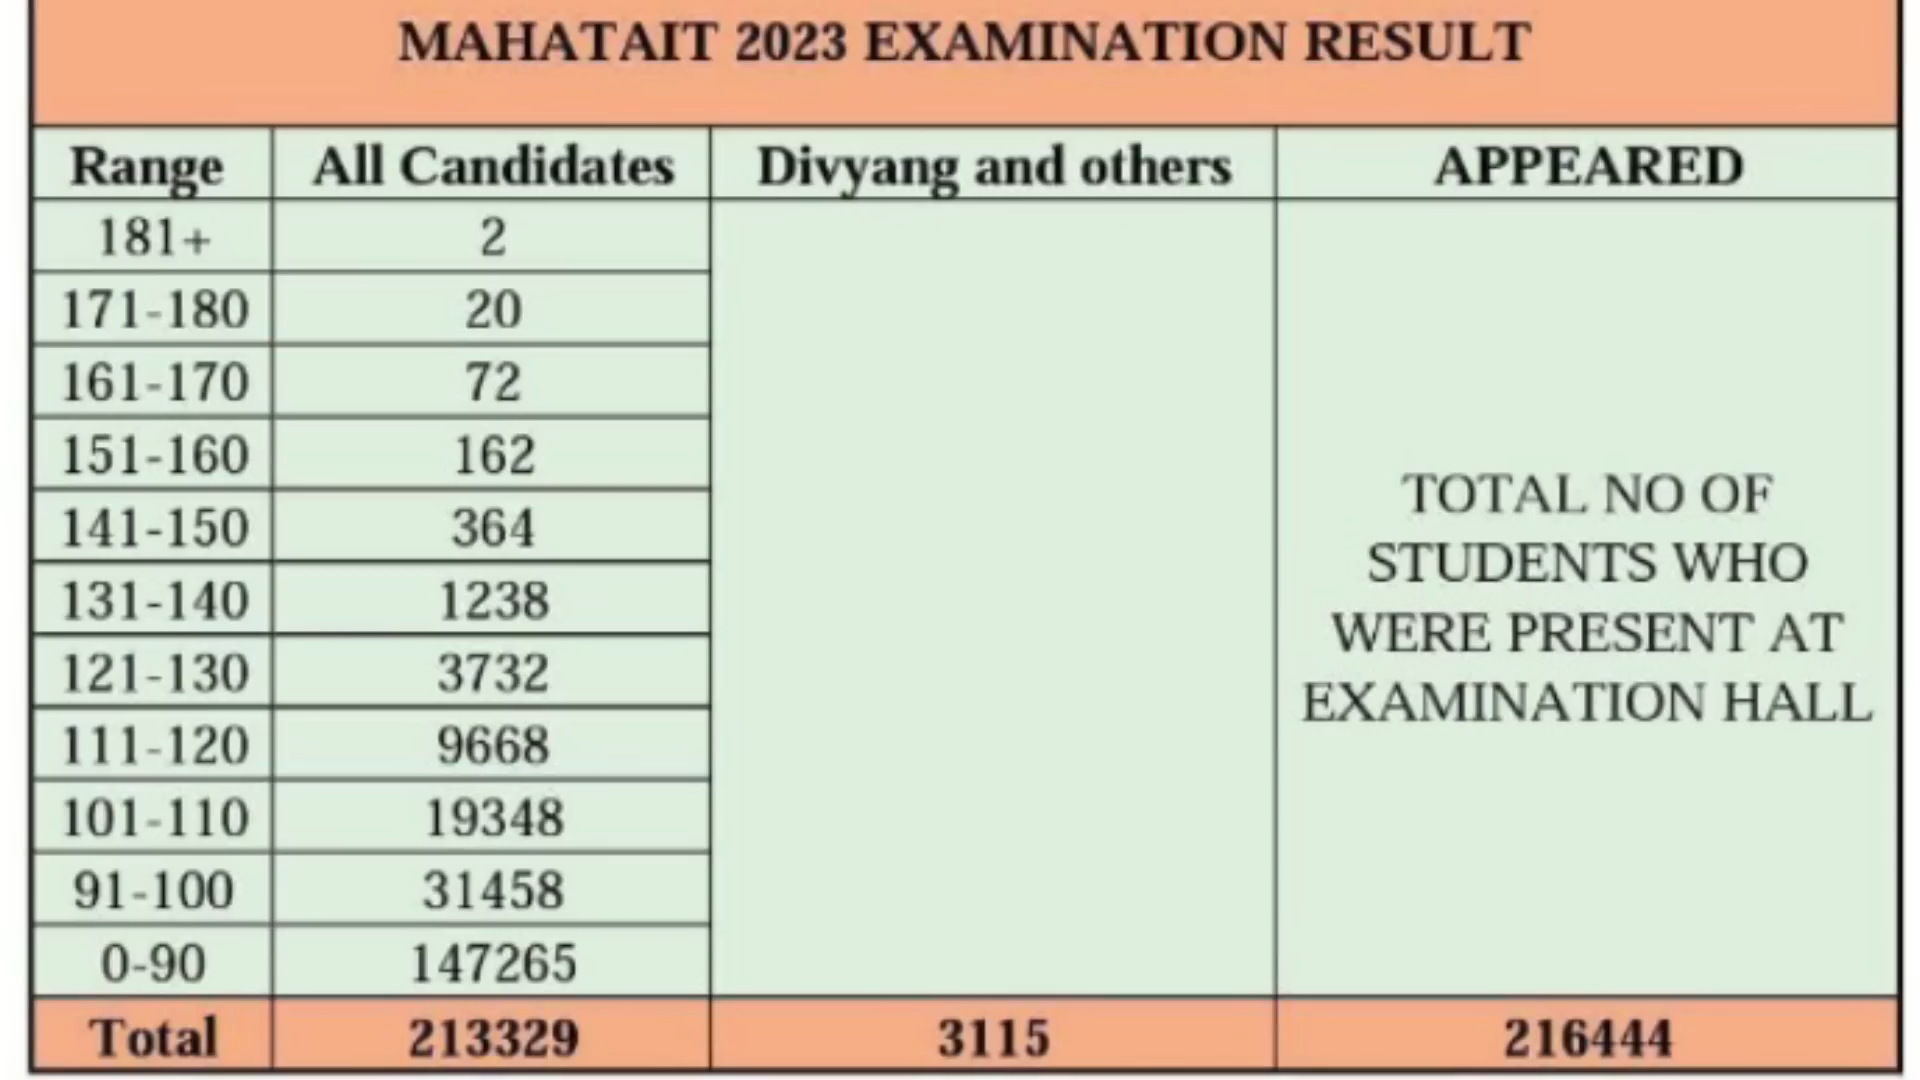 MAHATAIT 2023 EXAMINATION RESULT
Range All Candidates Divyang and others APPEARED
181+ 2
171-180 20
161-170 72
151-160 162
141-150 364
131-140 1238
121-130 3732
111-120 9668
101-110 19348
91-100 31458
0-90 147265
TOTAL NO OF
STUDENTS WHO
WERE PRESENT AT
EXAMINATION HALL
Total 213329 3115 216444